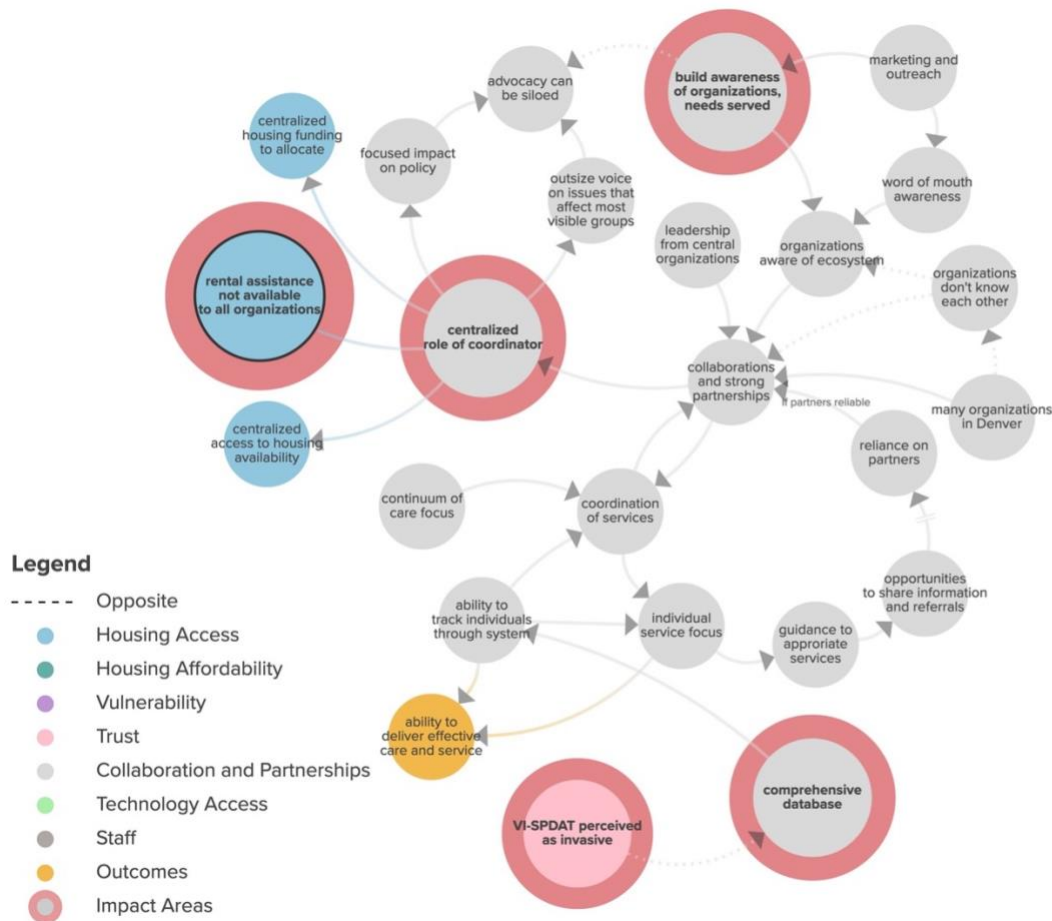 centralized
housing funding
to allocate
advocacy can
be siloed
build awareness
of organizations,
needs served
marketing and
outreach
focused impact
on policy
outsize voice
on issues that
affect most
visible groups
word of mouth
awareness
leadership
from central
organizations
organizations
aware of ecosystem
organizations
don't know
each other
rental assistance
not available
to all organizations
centralized
role of coordinator
collaborations
and strong
partnerships
If partners reliable
many organizations
in Denver
centralized
access to housing
availability
reliance on
partners
continuum of
care focus
coordination
of services
opportunities
to share information
and referrals
ability to
track individuals
through system
individual
service focus
guidance to
approriate
services
ability to
deliver effective
care and service
VI-SPDAT perceived
as invasive
comprehensive
database
Legend
Opposite
Housing Access
Housing Affordability
Vulnerability
Trust
Collaboration and Partnerships
Technology Access
Staff
Outcomes
Impact Areas